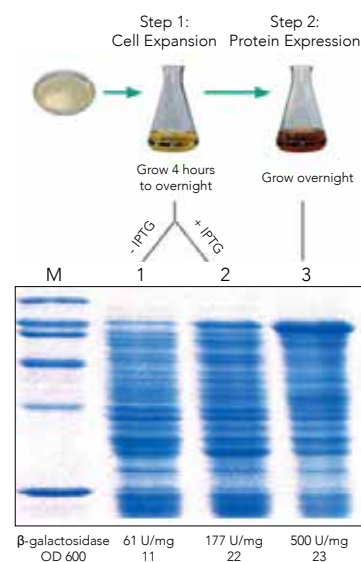 Step 1:
Cell Expansion
Step 2:
Protein Expression
Grow 4 hours
to overnight
Grow overnight
- IPTG
+ IPTG
M 1 2 3
β-galactosidase 61 U/mg 177 U/mg 500 U/mg
OD 600 11 22 23